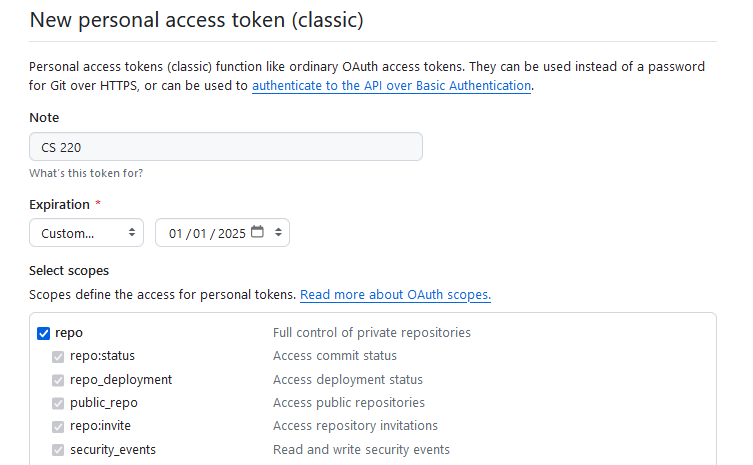 New personal access token (classic)
Personal access tokens (classic) function like ordinary OAuth access tokens. They can be used instead of a password
for Git over HTTPS, or can be used to authenticate to the API over Basic Authentication.
Note
CS 220
What's this token for?
Expiration *
Custom... 01/01/2025
Select scopes
Scopes define the access for personal tokens. Read more about OAuth scopes.
repo Full control of private repositories
repo:status Access commit status
repo_deployment Access deployment status
public_repo Access public repositories
repo:invite Access repository invitations
security_events Read and write security events